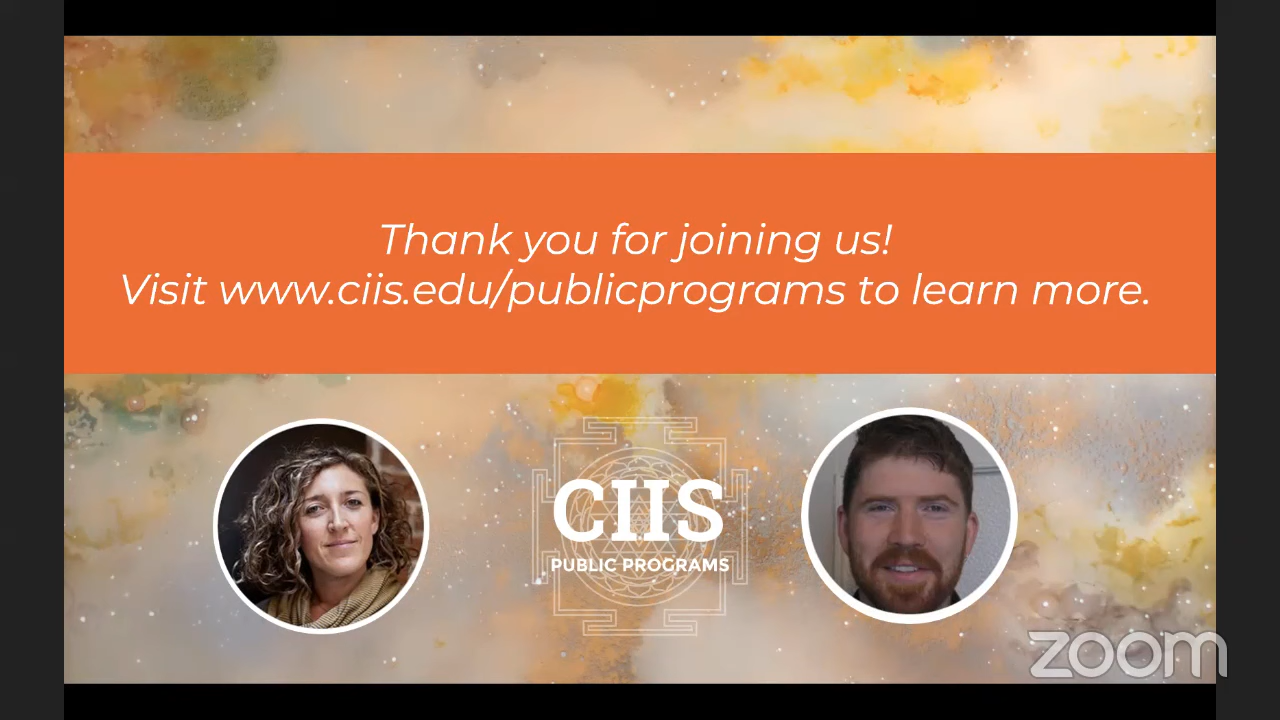 Thank you for joining us!
Visit www.ciis.edu/publicprograms to learn more.
CIIS
PUBLIC PROGRAMS
zoom